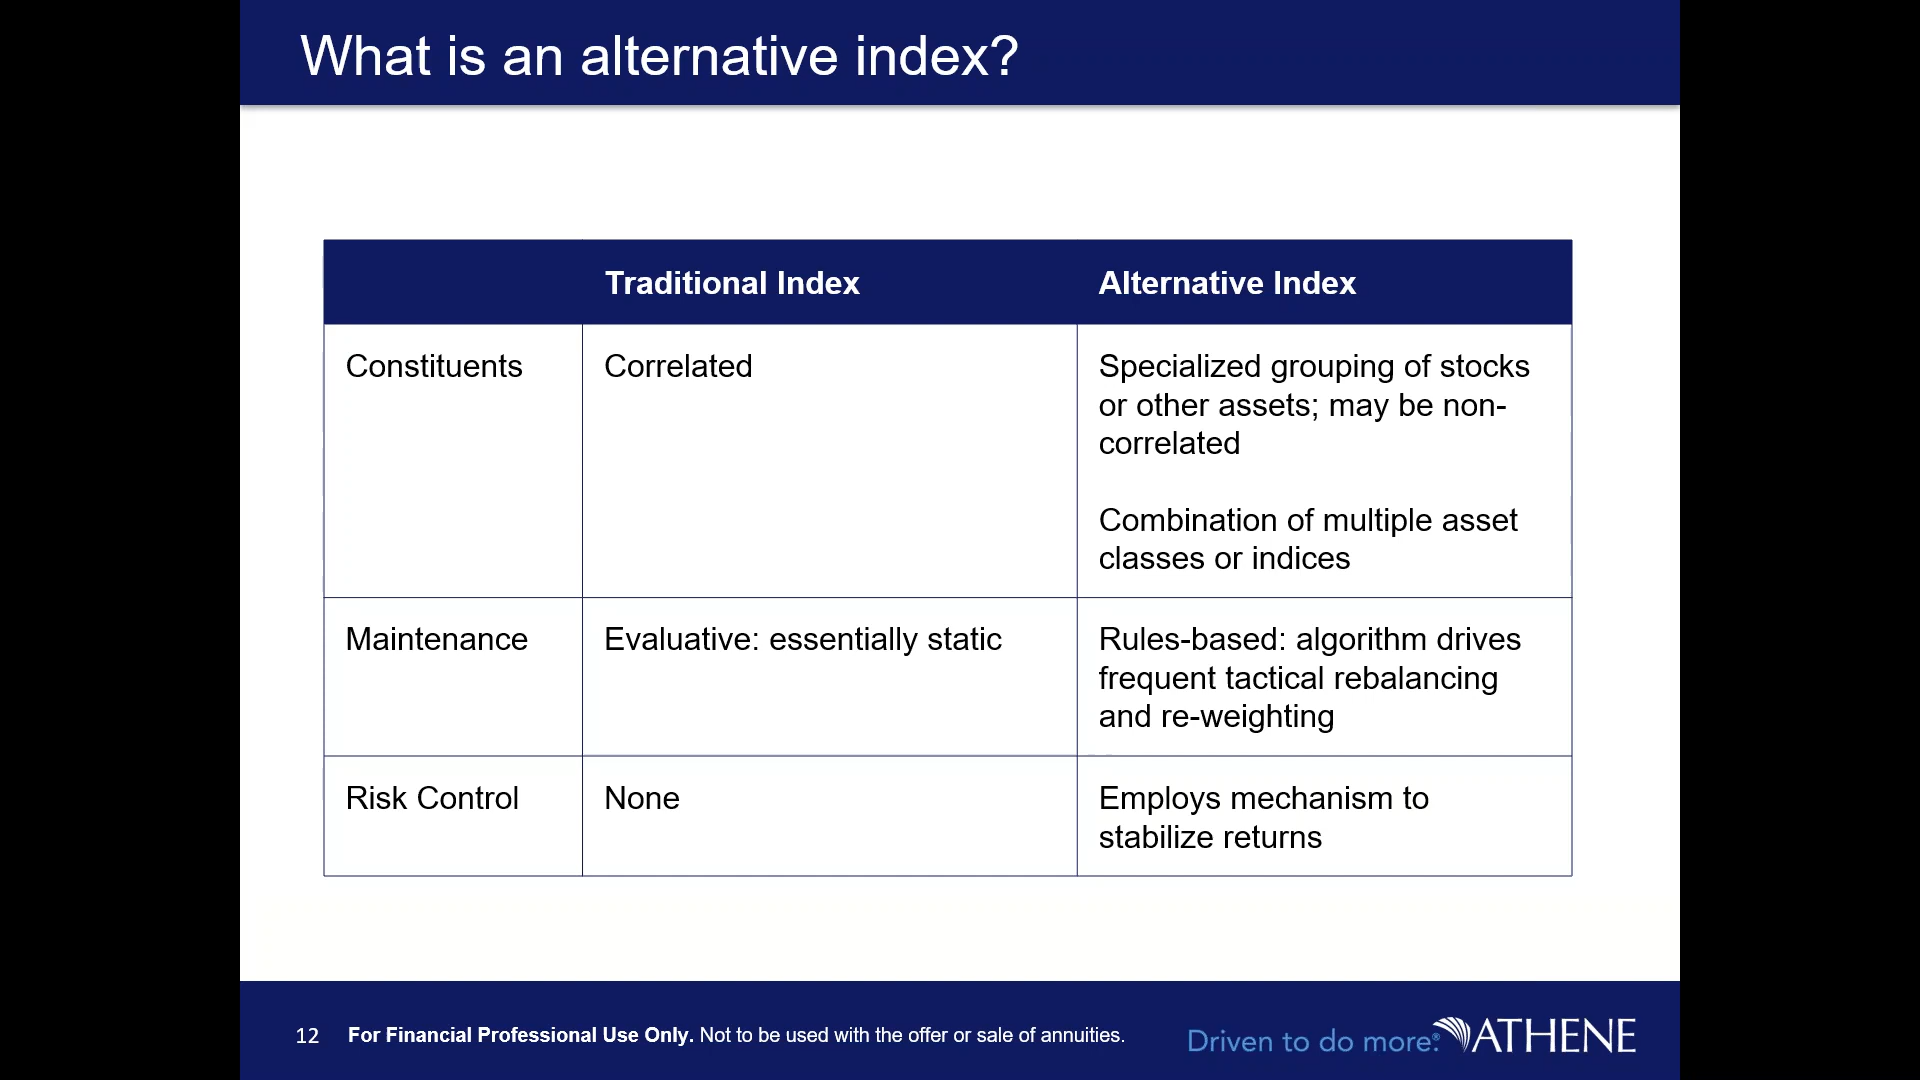 What is an alternative index?
Traditional Index
Alternative Index
Constituents
Correlated
Specialized grouping of stocks
or other assets; may be non-
correlated
Combination of multiple asset
classes or indices
Maintenance
Evaluative: essentially static
Rules-based: algorithm drives
frequent tactical rebalancing
and re-weighting
Risk Control
None
Employs mechanism to
stabilize returns
12
For Financial Professional Use Only. Not to be used with the offer or sale of annuities.
Driven to do more.®
ATHENE